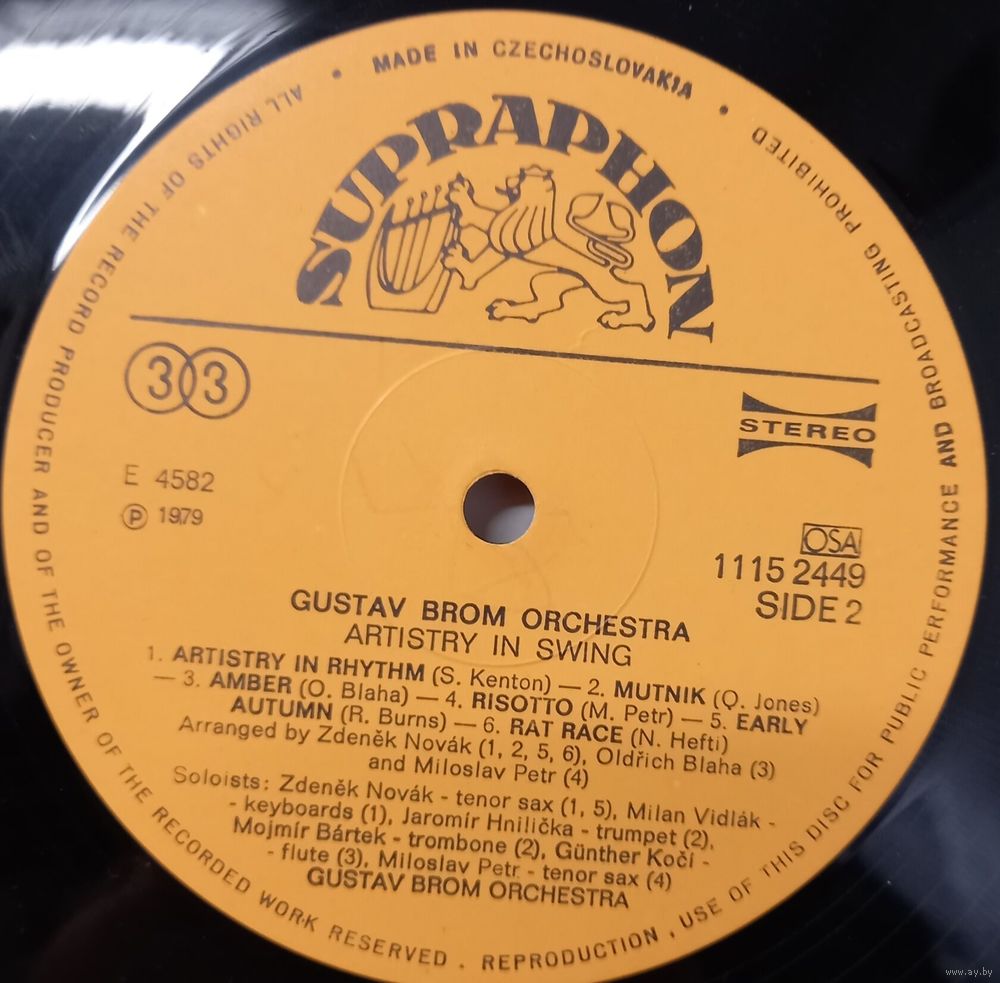 MADE IN CZECHOSLOVAKIA •
ALL RIGHTS OF THE RECORD PRODUCER AND OF THE OWNER OF THE RECORDED WORK RESERVED . REPRODUCTION , USE OF THIS DISC FOR PUBLIC PERFORMANCE AND BROADCASTING PROHIBITED •
SUPRAPHON
33
STEREO
E 4582
Ⓟ 1979
OSA
1115 2449
SIDE 2
GUSTAV BROM ORCHESTRA
ARTISTRY IN SWING
1. ARTISTRY IN RHYTHM (S. Kenton) — 2. MUTNIK (Q. Jones)
— 3. AMBER (O. Blaha) — 4. RISOTTO (M. Petr) — 5. EARLY
AUTUMN (R. Burns) — 6. RAT RACE (N. Hefti)
Arranged by Zdeněk Novák (1, 2, 5, 6), Oldřich Blaha (3)
and Miloslav Petr (4)
Soloists: Zdeněk Novák - tenor sax (1, 5), Milan Vidlák -
- keyboards (1), Jaromír Hnilička - trumpet (2),
Mojmír Bártek - trombone (2), Günther Kočí -
- flute (3), Miloslav Petr - tenor sax (4)
GUSTAV BROM ORCHESTRA
www.ay.by